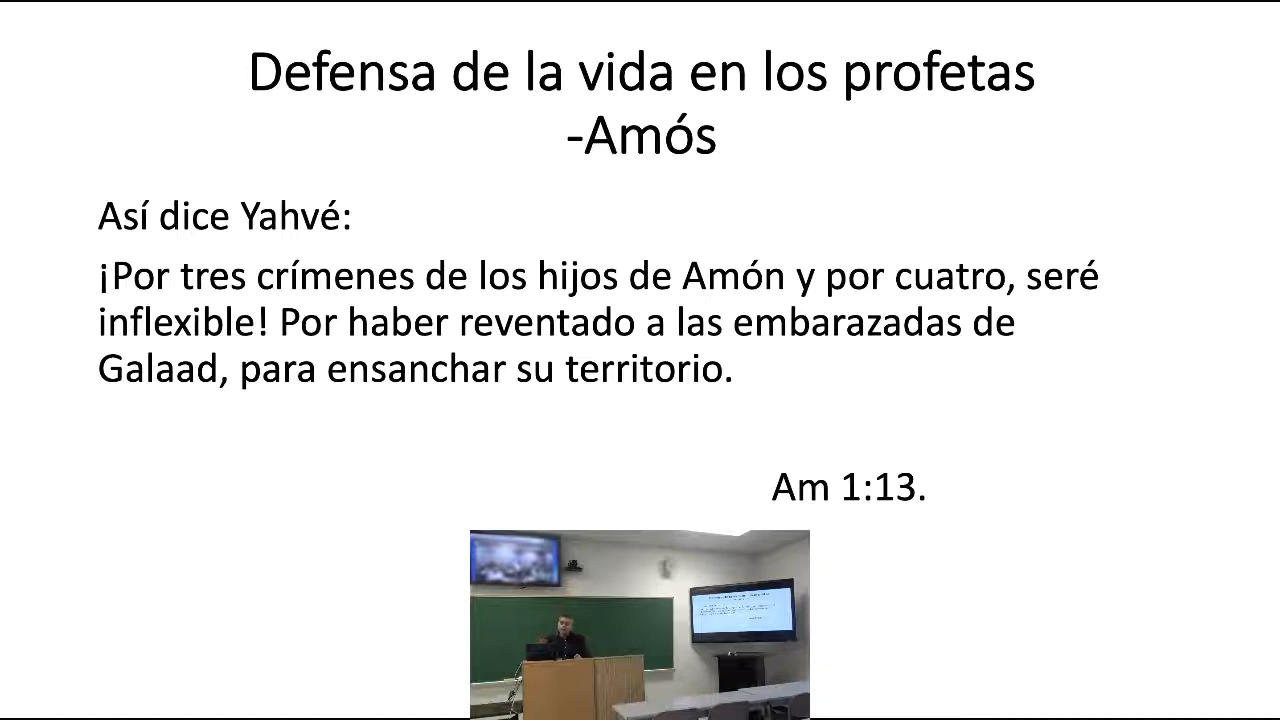 Defensa de la vida en los profetas
-Amós
Así dice Yahvé:
¡Por tres crímenes de los hijos de Amón y por cuatro, seré
inflexible! Por haber reventado a las embarazadas de
Galaad, para ensanchar su territorio.
Am 1:13.